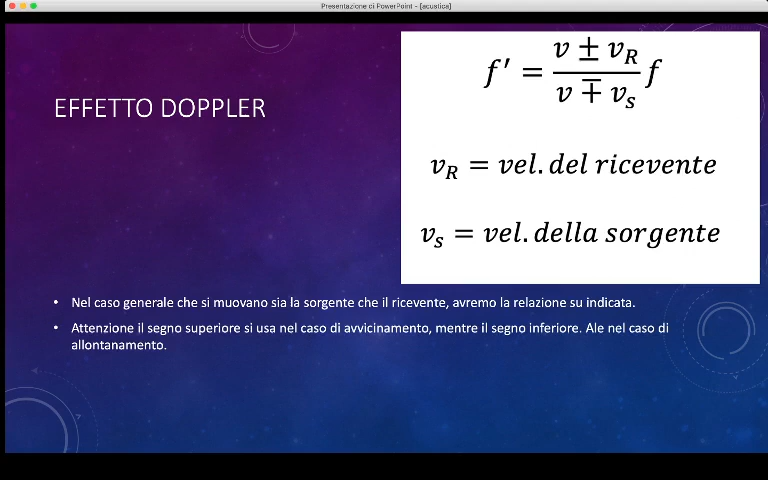 Presentazione di PowerPoint - [acustica]
EFFETTO DOPPLER
f' = (v ± v_R) / (v ∓ v_s) f
v_R = vel. del ricevente
v_s = vel. della sorgente
• Nel caso generale che si muovano sia la sorgente che il ricevente, avremo la relazione su indicata.
• Attenzione il segno superiore si usa nel caso di avvicinamento, mentre il segno inferiore. Ale nel caso di
allontanamento.